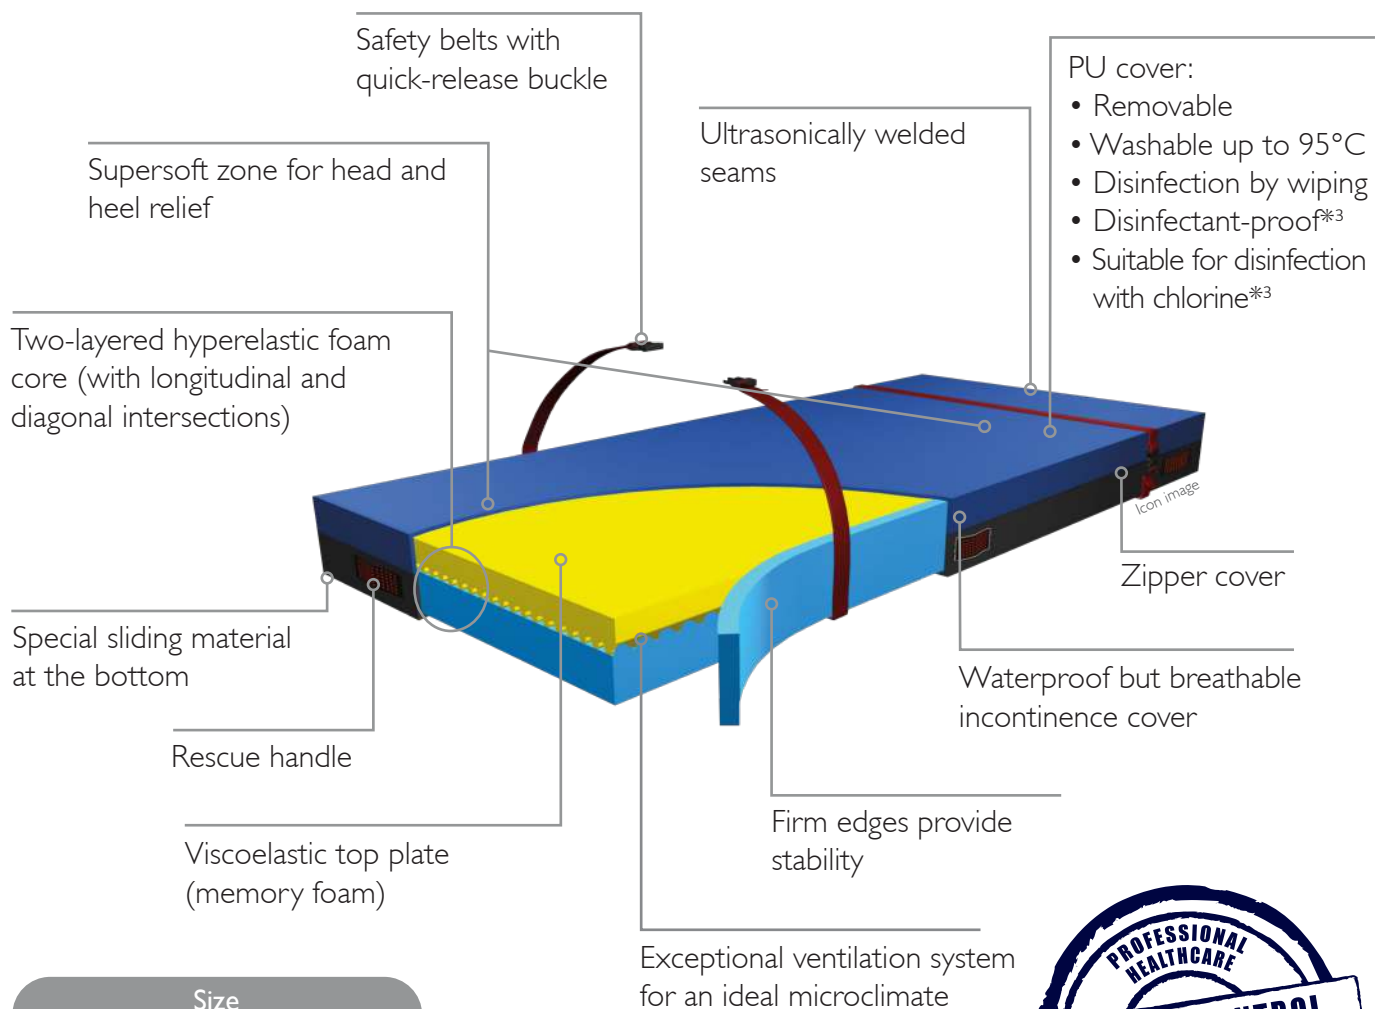 Safety belts with
quick-release buckle
PU cover:
• Removable
• Washable up to 95°C
• Disinfection by wiping
• Disinfectant-proof*³
• Suitable for disinfection
with chlorine*³
Ultrasonically welded
seams
Supersoft zone for head and
heel relief
Two-layered hyperelastic foam
core (with longitudinal and
diagonal intersections)
Icon image
Zipper cover
Special sliding material
at the bottom
Waterproof but breathable
incontinence cover
Rescue handle
Firm edges provide
stability
Viscoelastic top plate
(memory foam)
Exceptional ventilation system
for an ideal microclimate
PROFESSIONAL
HEALTHCARE
Size